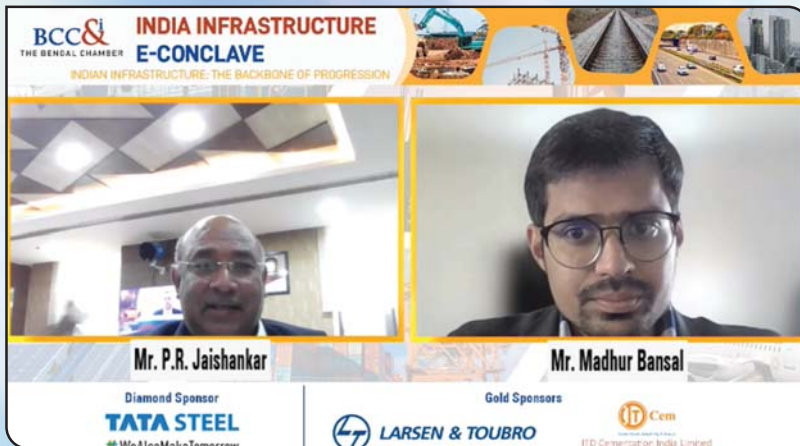 BCC&i
THE BENGAL CHAMBER
INDIA INFRASTRUCTURE
E-CONCLAVE
INDIAN INFRASTRUCTURE: THE BACKBONE OF PROGRESSION
Mr. P.R. Jaishankar
Mr. Madhur Bansal
Diamond Sponsor
TATA STEEL
#WeAlsoMakeTomorrow
Gold Sponsors
LARSEN & TOUBRO
ITD Cem
ITD Cementation India Limited